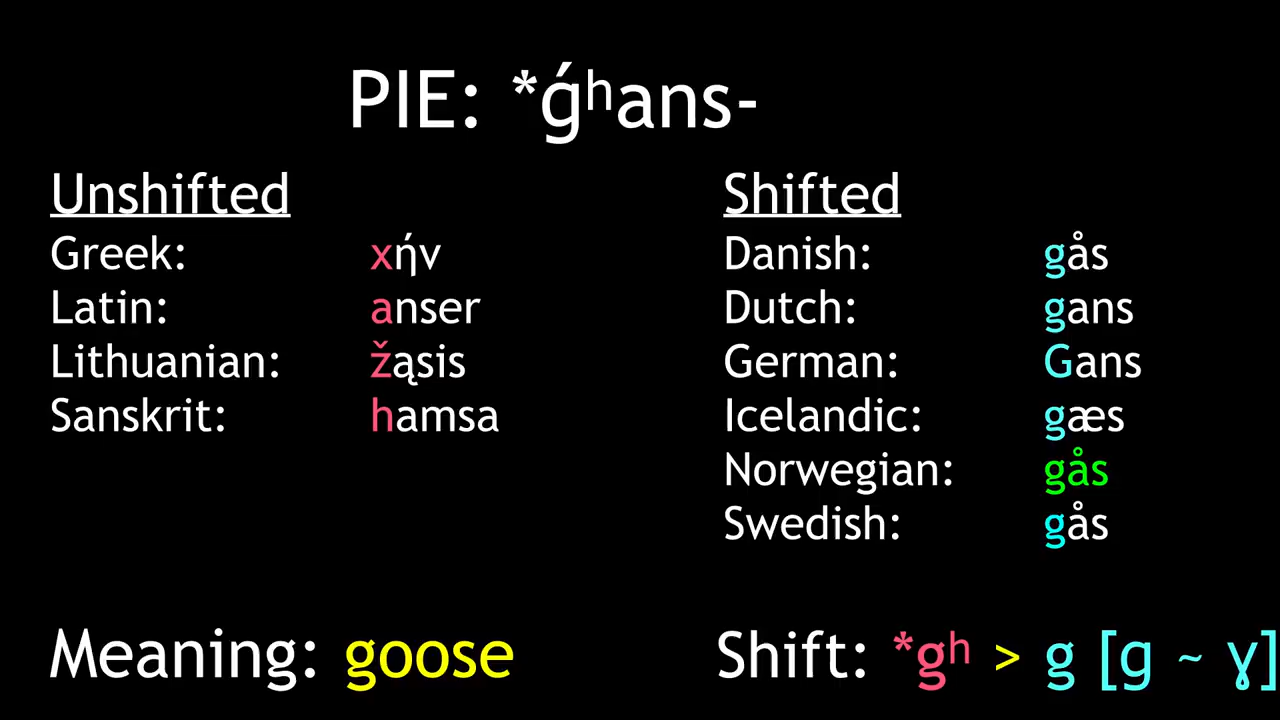 PIE: *ǵʰans-
Unshifted
Greek: χήν
Latin: anser
Lithuanian: žąsis
Sanskrit: hamsa
Shifted
Danish: gås
Dutch: gans
German: Gans
Icelandic: gæs
Norwegian: gås
Swedish: gås
Meaning: goose
Shift: *gʰ > g [ɡ ~ ɣ]